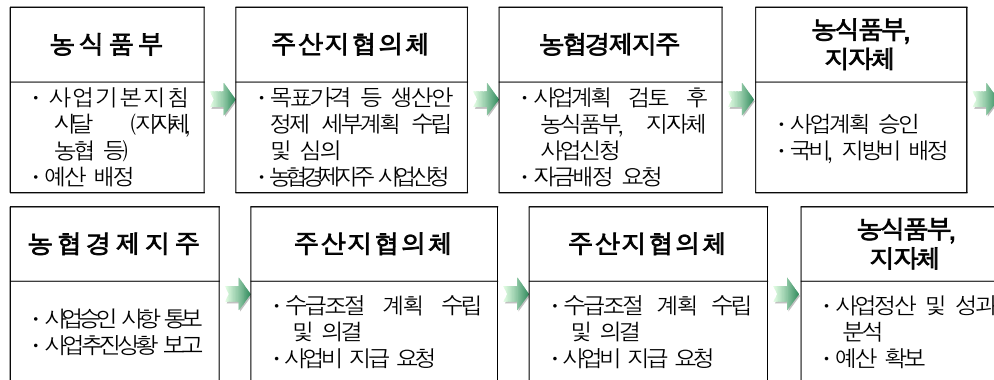 농식품부
· 사업기본지침
시달 (지자체,
농협 등)
· 예산 배정
주산지협의체
· 목표가격 등 생산안
정제 세부계획 수립
및 심의
· 농협경제지주 사업신청
농협경제지주
· 사업계획 검토 후
농식품부, 지자체
사업신청
· 자금배정 요청
농식품부,
지자체
· 사업계획 승인
· 국비, 지방비 배정
농협경제지주
· 사업승인 사항 통보
· 사업추진상황 보고
주산지협의체
· 수급조절 계획 수립
및 의결
· 사업비 지급 요청
주산지협의체
· 수급조절 계획 수립
및 의결
· 사업비 지급 요청
농식품부,
지자체
· 사업정산 및 성과
분석
· 예산 확보